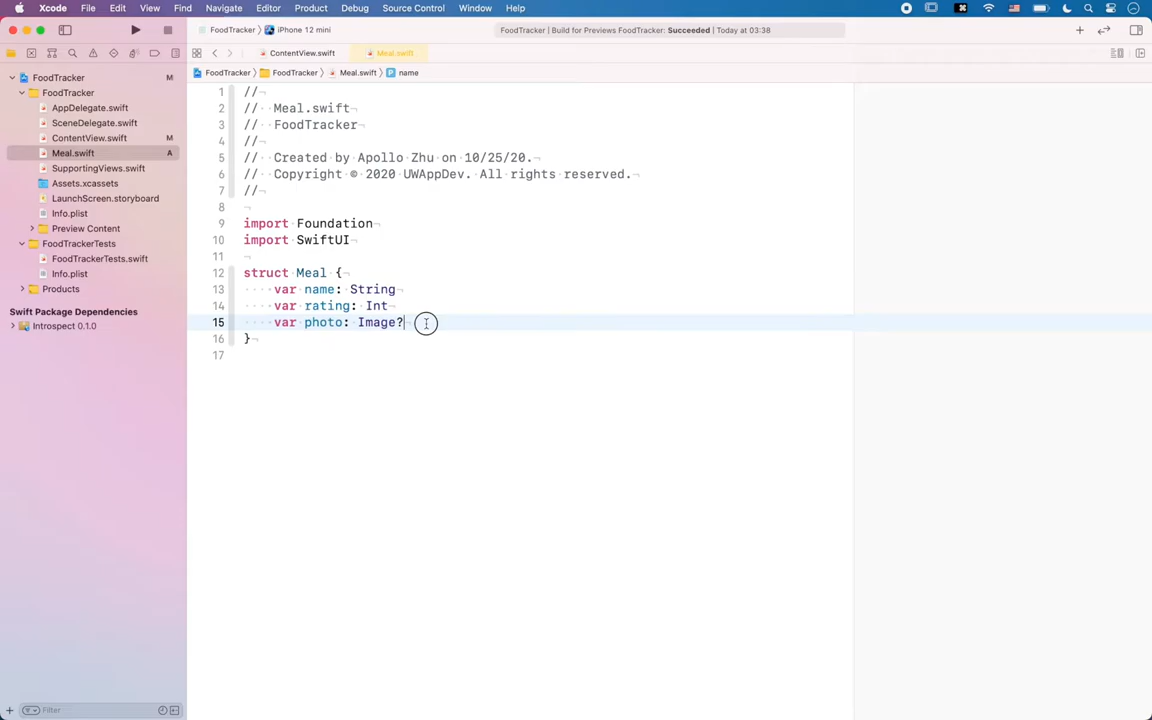 Xcode File Edit View Find Navigate Editor Product Debug Source Control Window Help
FoodTracker iPhone 12 mini
FoodTracker | Build for Previews FoodTracker: Succeeded | Today at 03:38
ContentView.swift
Meal.swift
FoodTracker FoodTracker Meal.swift P name
FoodTracker M
FoodTracker
AppDelegate.swift
SceneDelegate.swift
ContentView.swift M
Meal.swift A
SupportingViews.swift
Assets.xcassets
LaunchScreen.storyboard
Info.plist
Preview Content
FoodTrackerTests
FoodTrackerTests.swift
Info.plist
Products
Swift Package Dependencies
Introspect 0.1.0
Filter
1 //
2 // Meal.swift
3 // FoodTracker
4 //
5 // Created by Apollo Zhu on 10/25/20.
6 // Copyright © 2020 UWAppDev. All rights reserved.
7 //
8
9 import Foundation
10 import SwiftUI
11
12 struct Meal {
13 var name: String
14 var rating: Int
15 var photo: Image?
16 }
17